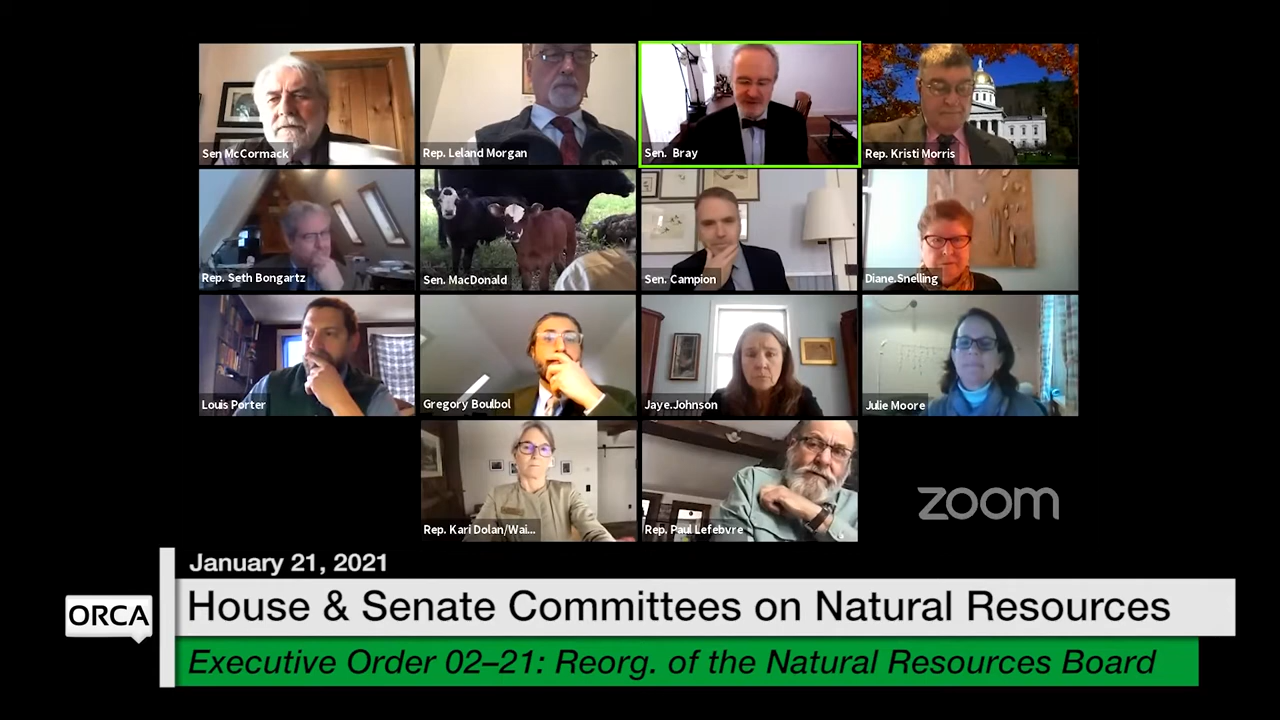 Sen McCormack
Rep. Leland Morgan
Sen. Bray
Rep. Kristi Morris
Rep. Seth Bongartz
Sen. MacDonald
Sen. Campion
Diane.Snelling
Louis Porter
Gregory Boulbol
Jaye.Johnson
Julie Moore
Rep. Kari Dolan/Wai...
Rep. Paul Lefebvre
zoom
January 21, 2021
ORCA
House & Senate Committees on Natural Resources
Executive Order 02–21: Reorg. of the Natural Resources Board